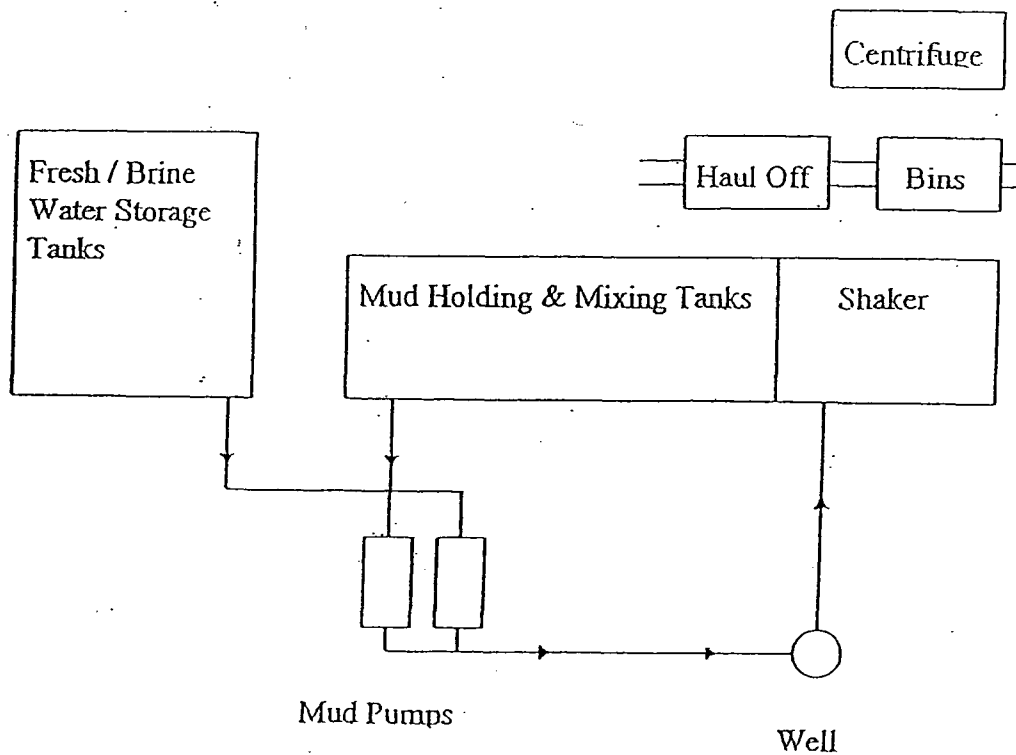 Centrifuge
Fresh / Brine
Water Storage
Tanks
Haul Off
Bins
Mud Holding & Mixing Tanks
Shaker
Mud Pumps
Well